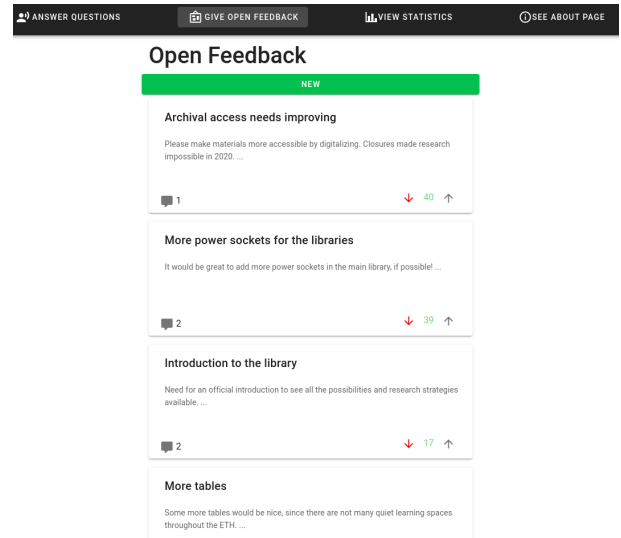 ANSWER QUESTIONS
GIVE OPEN FEEDBACK
VIEW STATISTICS
SEE ABOUT PAGE
Open Feedback
NEW
Archival access needs improving
Please make materials more accessible by digitalizing. Closures made research
impossible in 2020. ...
1
40
More power sockets for the libraries
It would be great to add more power sockets in the main library, if possible! ...
2
39
Introduction to the library
Need for an official introduction to see all the possibilities and research strategies
available. ...
2
17
More tables
Some more tables would be nice, since there are not many quiet learning spaces
throughout the ETH. ...